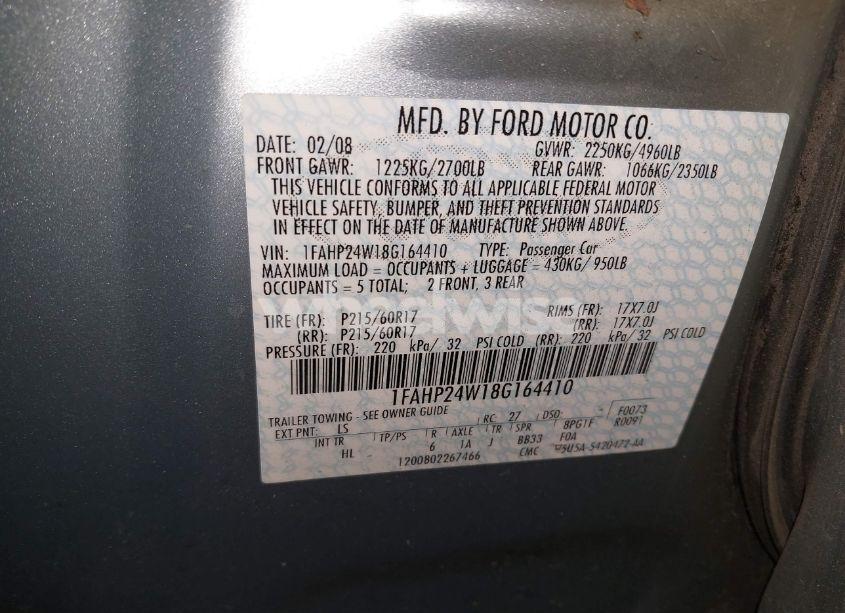 MFD. BY FORD MOTOR CO.
DATE: 02/08 GVWR: 2250KG/4960LB
FRONT GAWR: 1225KG/2700LB REAR GAWR: 1066KG/2350LB
THIS VEHICLE CONFORMS TO ALL APPLICABLE FEDERAL MOTOR
VEHICLE SAFETY, BUMPER, AND THEFT PREVENTION STANDARDS
IN EFFECT ON THE DATE OF MANUFACTURE SHOWN ABOVE.
VIN: 1FAHP24W18G164410 TYPE: Passenger Car
MAXIMUM LOAD = OCCUPANTS + LUGGAGE = 430KG/ 950LB
OCCUPANTS = 5 TOTAL; 2 FRONT, 3 REAR
wheelwise
TIRE (FR): P215/60R17 RIMS (FR): 17X7.0J
(RR): P215/60R17 (RR): 17X7.0J
PRESSURE (FR): 220 kPa/ 32 PSI COLD (RR): 220 kPa/ 32 PSI COLD
1FAHP24W18G164410
TRAILER TOWING - SEE OWNER GUIDE RC: 27 DSO: F0073
EXT PNT: LS R0091
INT TR TP/PS R AXLE TR SPR 8PGTF
HL 6 1A J BB33 F0A
1200802267466 CMC